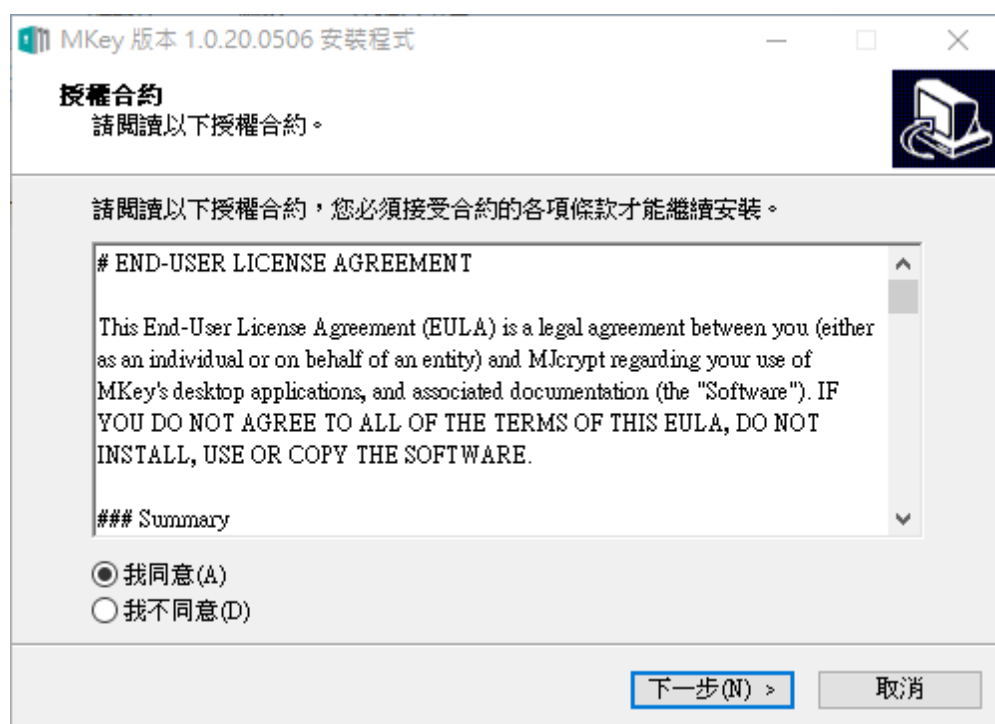 MKey 版本 1.0.20.0506 安裝程式
授權合約
請閱讀以下授權合約。
請閱讀以下授權合約，您必須接受合約的各項條款才能繼續安裝。
# END-USER LICENSE AGREEMENT
This End-User License Agreement (EULA) is a legal agreement between you (either
as an individual or on behalf of an entity) and MJcrypt regarding your use of
MKey's desktop applications, and associated documentation (the "Software"). IF
YOU DO NOT AGREE TO ALL OF THE TERMS OF THIS EULA, DO NOT
INSTALL, USE OR COPY THE SOFTWARE.
### Summary
我同意(A)
我不同意(D)
下一步(N) >
取消